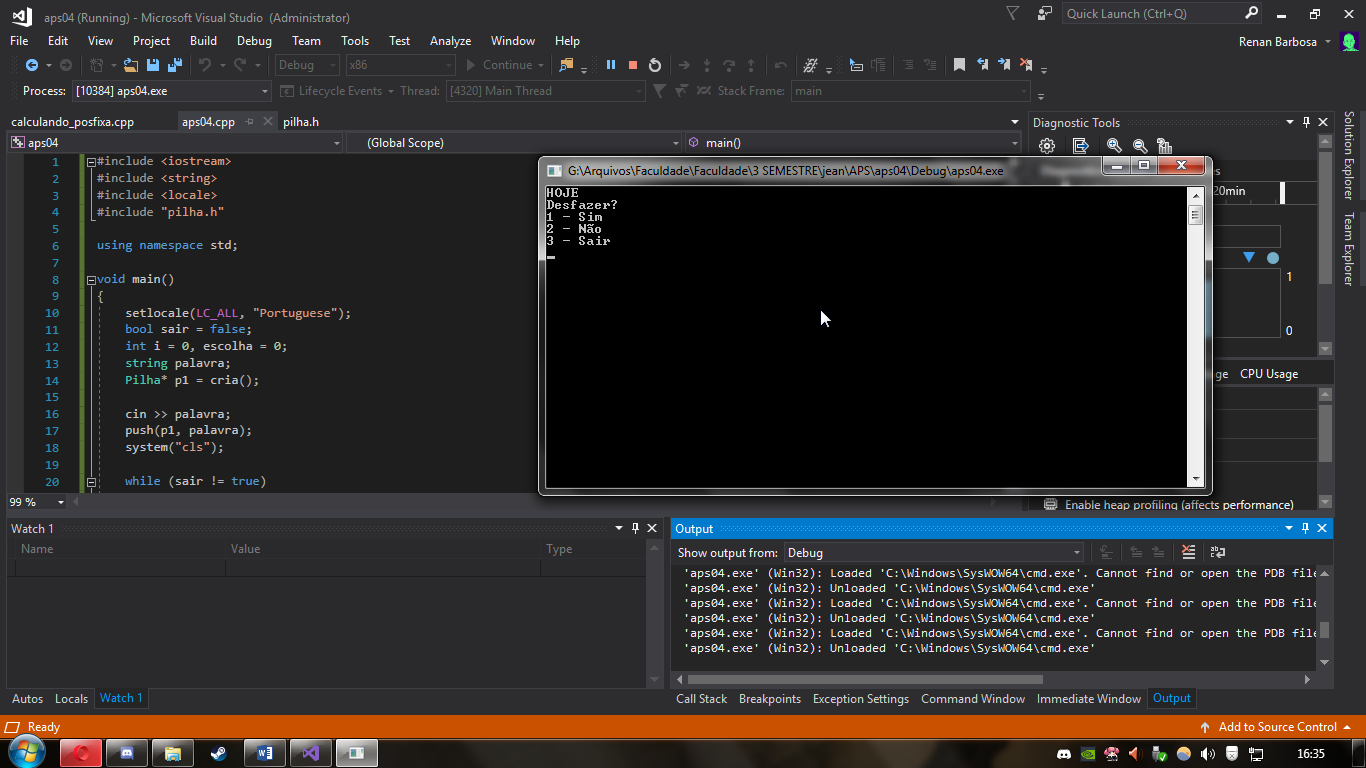 aps04 (Running) - Microsoft Visual Studio (Administrator)
Quick Launch (Ctrl+Q)
File Edit View Project Build Debug Team Tools Test Analyze Window Help
Renan Barbosa
Debug x86 Continue
Process: [10384] aps04.exe Lifecycle Events Thread: [4320] Main Thread Stack Frame: main
calculando_posfixa.cpp aps04.cpp pilha.h
Diagnostic Tools
aps04 (Global Scope) main()
1 #include <iostream>
2 #include <string>
3 #include <locale>
4 #include "pilha.h"
5
6 using namespace std;
7
8 void main()
9 {
10 setlocale(LC_ALL, "Portuguese");
11 bool sair = false;
12 int i = 0, escolha = 0;
13 string palavra;
14 Pilha* p1 = cria();
15
16 cin >> palavra;
17 push(p1, palavra);
18 system("cls");
19
20 while (sair != true)
99 %
G:\Arquivos\Faculdade\Faculdade\3 SEMESTRE\jean\APS\aps04\Debug\aps04.exe
HOJE
Desfazer?
1 - Sim
2 - Não
3 - Sair
20min
1
0
CPU Usage
Enable heap profiling (affects performance)
Solution Explorer
Team Explorer
Watch 1
Name Value Type
Autos Locals Watch 1
Output
Show output from: Debug
'aps04.exe' (Win32): Loaded 'C:\Windows\SysWOW64\cmd.exe'. Cannot find or open the PDB file
'aps04.exe' (Win32): Unloaded 'C:\Windows\SysWOW64\cmd.exe'
'aps04.exe' (Win32): Loaded 'C:\Windows\SysWOW64\cmd.exe'. Cannot find or open the PDB file
'aps04.exe' (Win32): Unloaded 'C:\Windows\SysWOW64\cmd.exe'
'aps04.exe' (Win32): Loaded 'C:\Windows\SysWOW64\cmd.exe'. Cannot find or open the PDB file
'aps04.exe' (Win32): Unloaded 'C:\Windows\SysWOW64\cmd.exe'
Call Stack Breakpoints Exception Settings Command Window Immediate Window Output
Ready
Add to Source Control
16:35